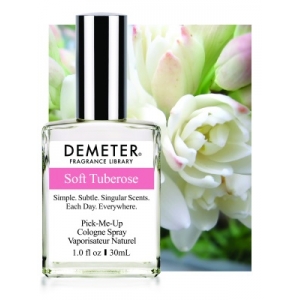 DEMETER®
FRAGRANCE LIBRARY
Soft Tuberose
Simple. Subtle. Singular Scents.
Each Day. Everywhere.
Pick-Me-Up
Cologne Spray
Vaporisateur Naturel
1.0 fl oz | 30mL